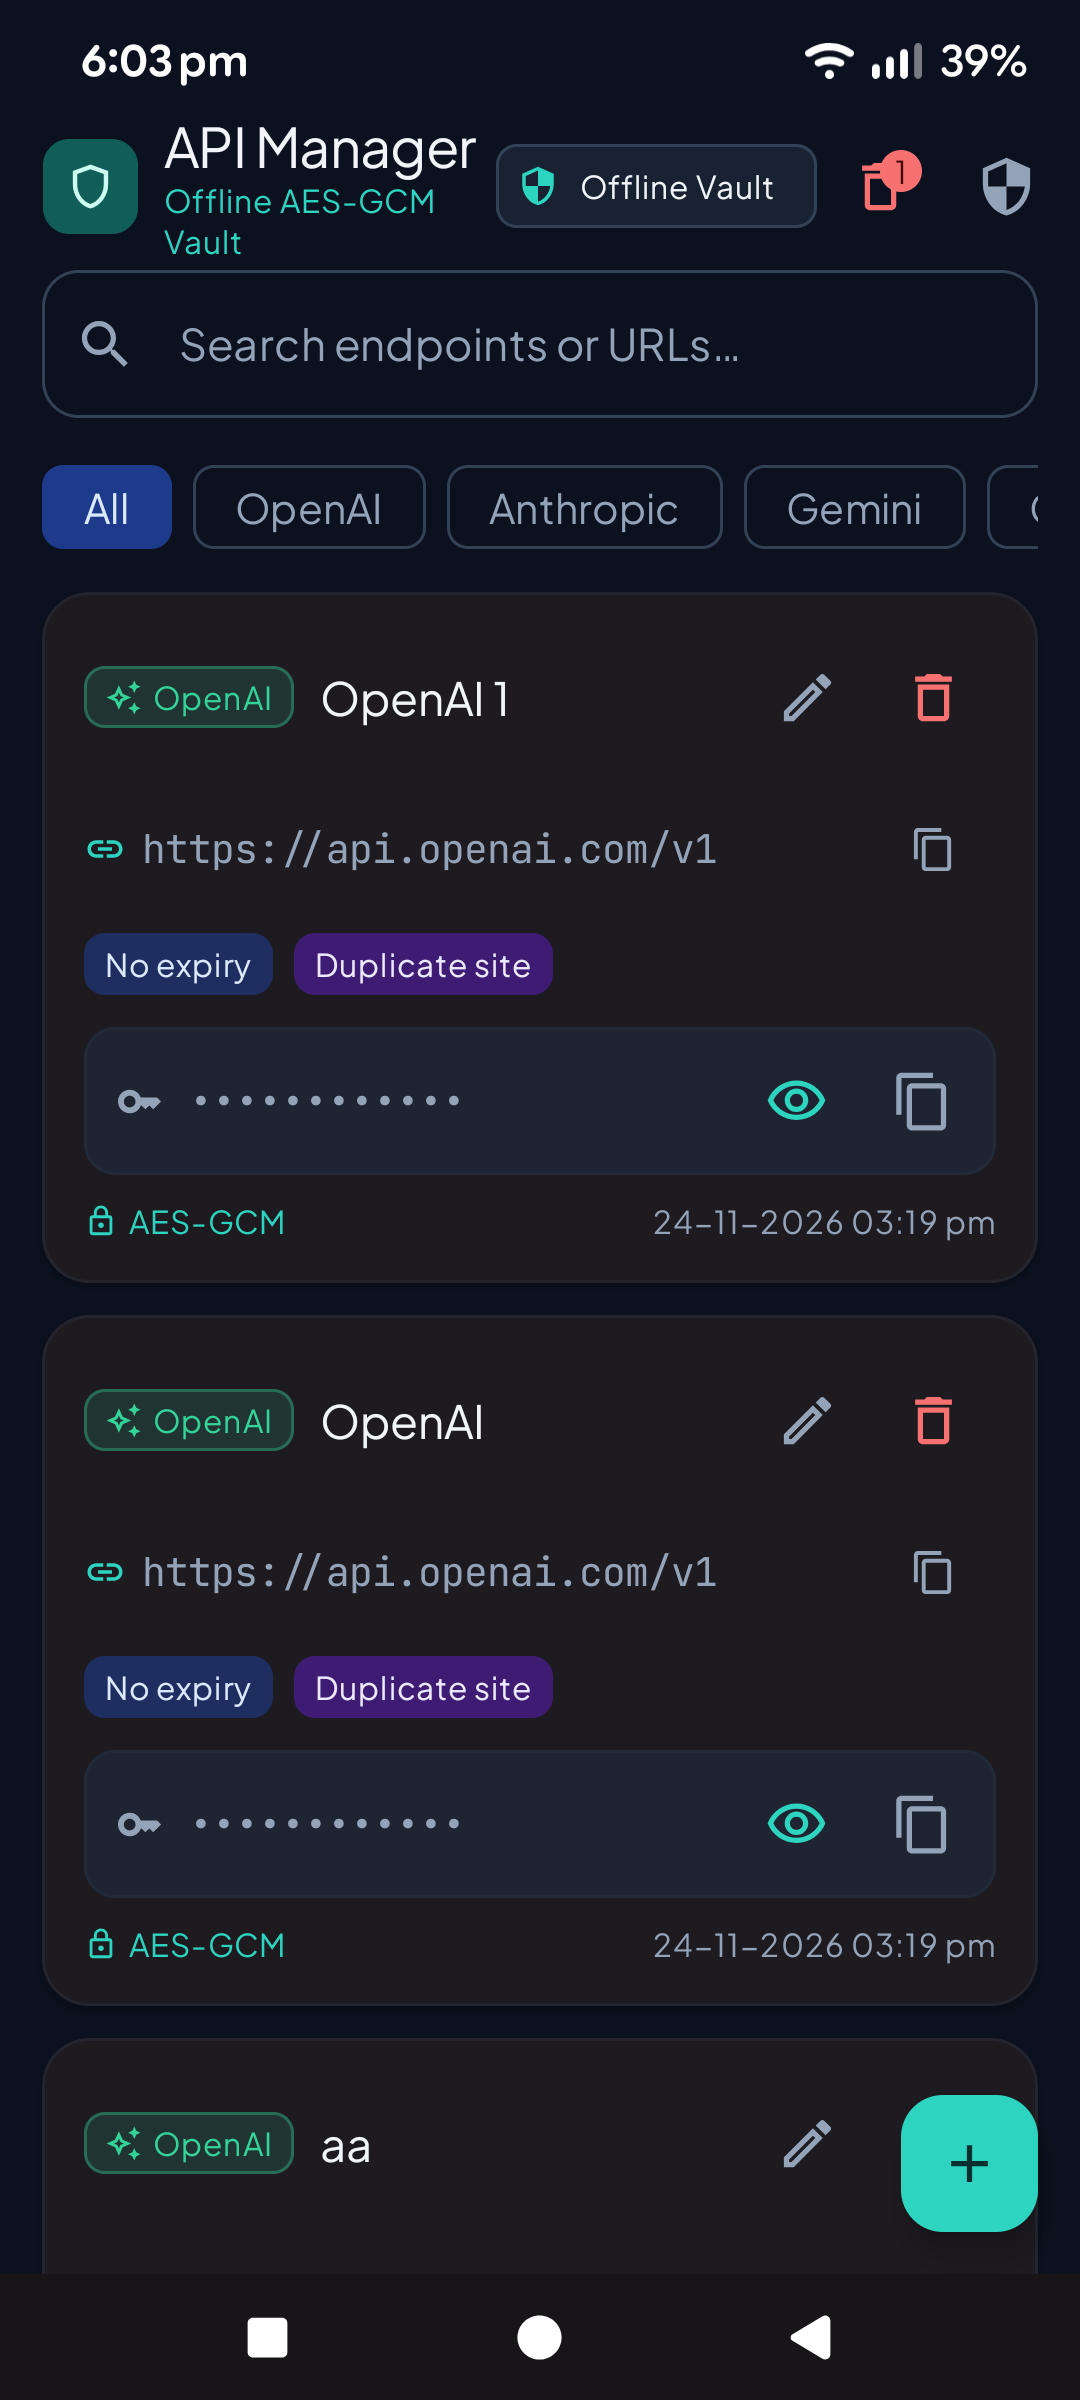 6:03 pm
39%
API Manager
Offline AES-GCM
Vault
Offline Vault
1
Search endpoints or URLs…
All
OpenAI
Anthropic
Gemini
OpenAI
OpenAI 1
https://api.openai.com/v1
No expiry
Duplicate site
••••••••••••
AES-GCM
24-11-2026 03:19 pm
OpenAI
OpenAI
https://api.openai.com/v1
No expiry
Duplicate site
••••••••••••
AES-GCM
24-11-2026 03:19 pm
OpenAI
aa